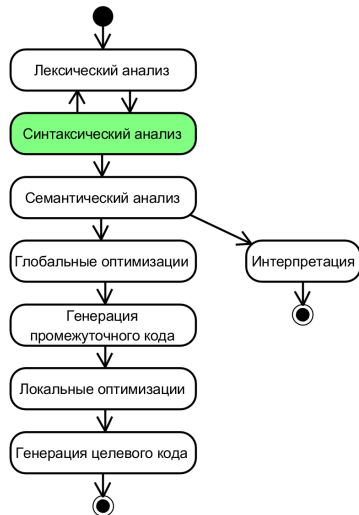 Лексический анализ
Синтаксический анализ
Семантический анализ
Глобальные оптимизации
Интерпретация
Генерация
промежуточного кода
Локальные оптимизации
Генерация целевого кода